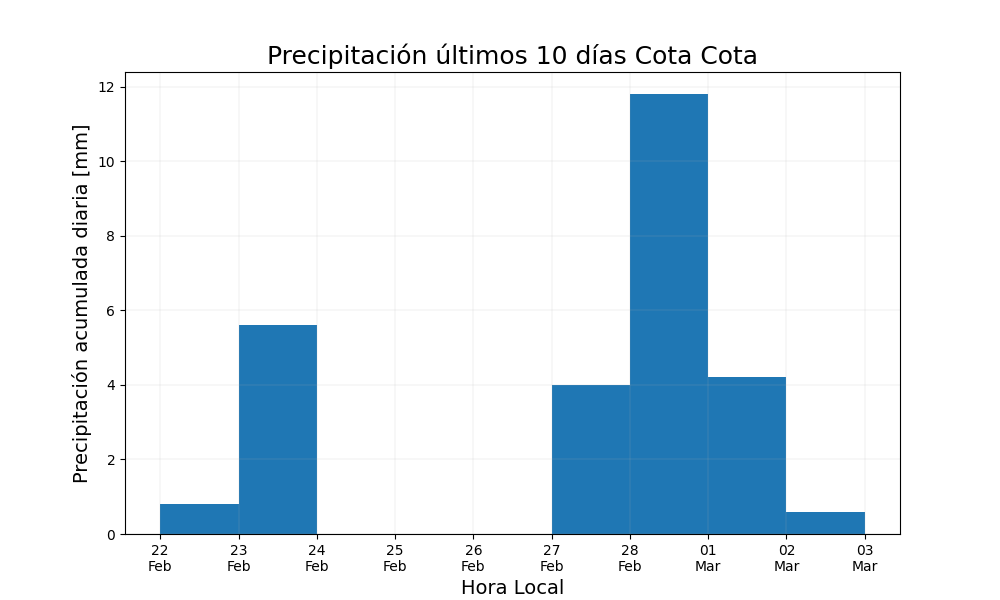 Precipitación últimos 10 días Cota Cota
Precipitación acumulada diaria [mm]
12
10
8
6
4
2
0
22 23 24 25 26 27 28 01 02 03
Feb Feb Feb Feb Feb Feb Feb Mar Mar Mar
Hora Local